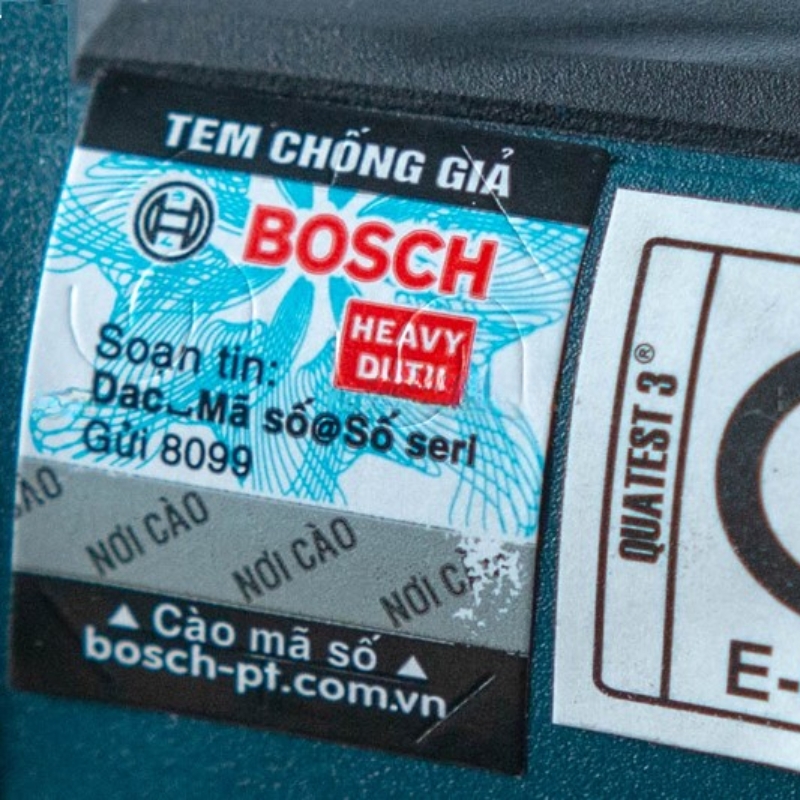 TEM CHỐNG GIẢ
BOSCH
HEAVY
Soạn tin:
Dac Mã số@Số seri
Gửi 8099
CÀO
NƠI CÀO
NƠI CÀO
NƠI
▲ Cào mã số ▲
bosch-pt.com.vn
QUATEST 3®
E-